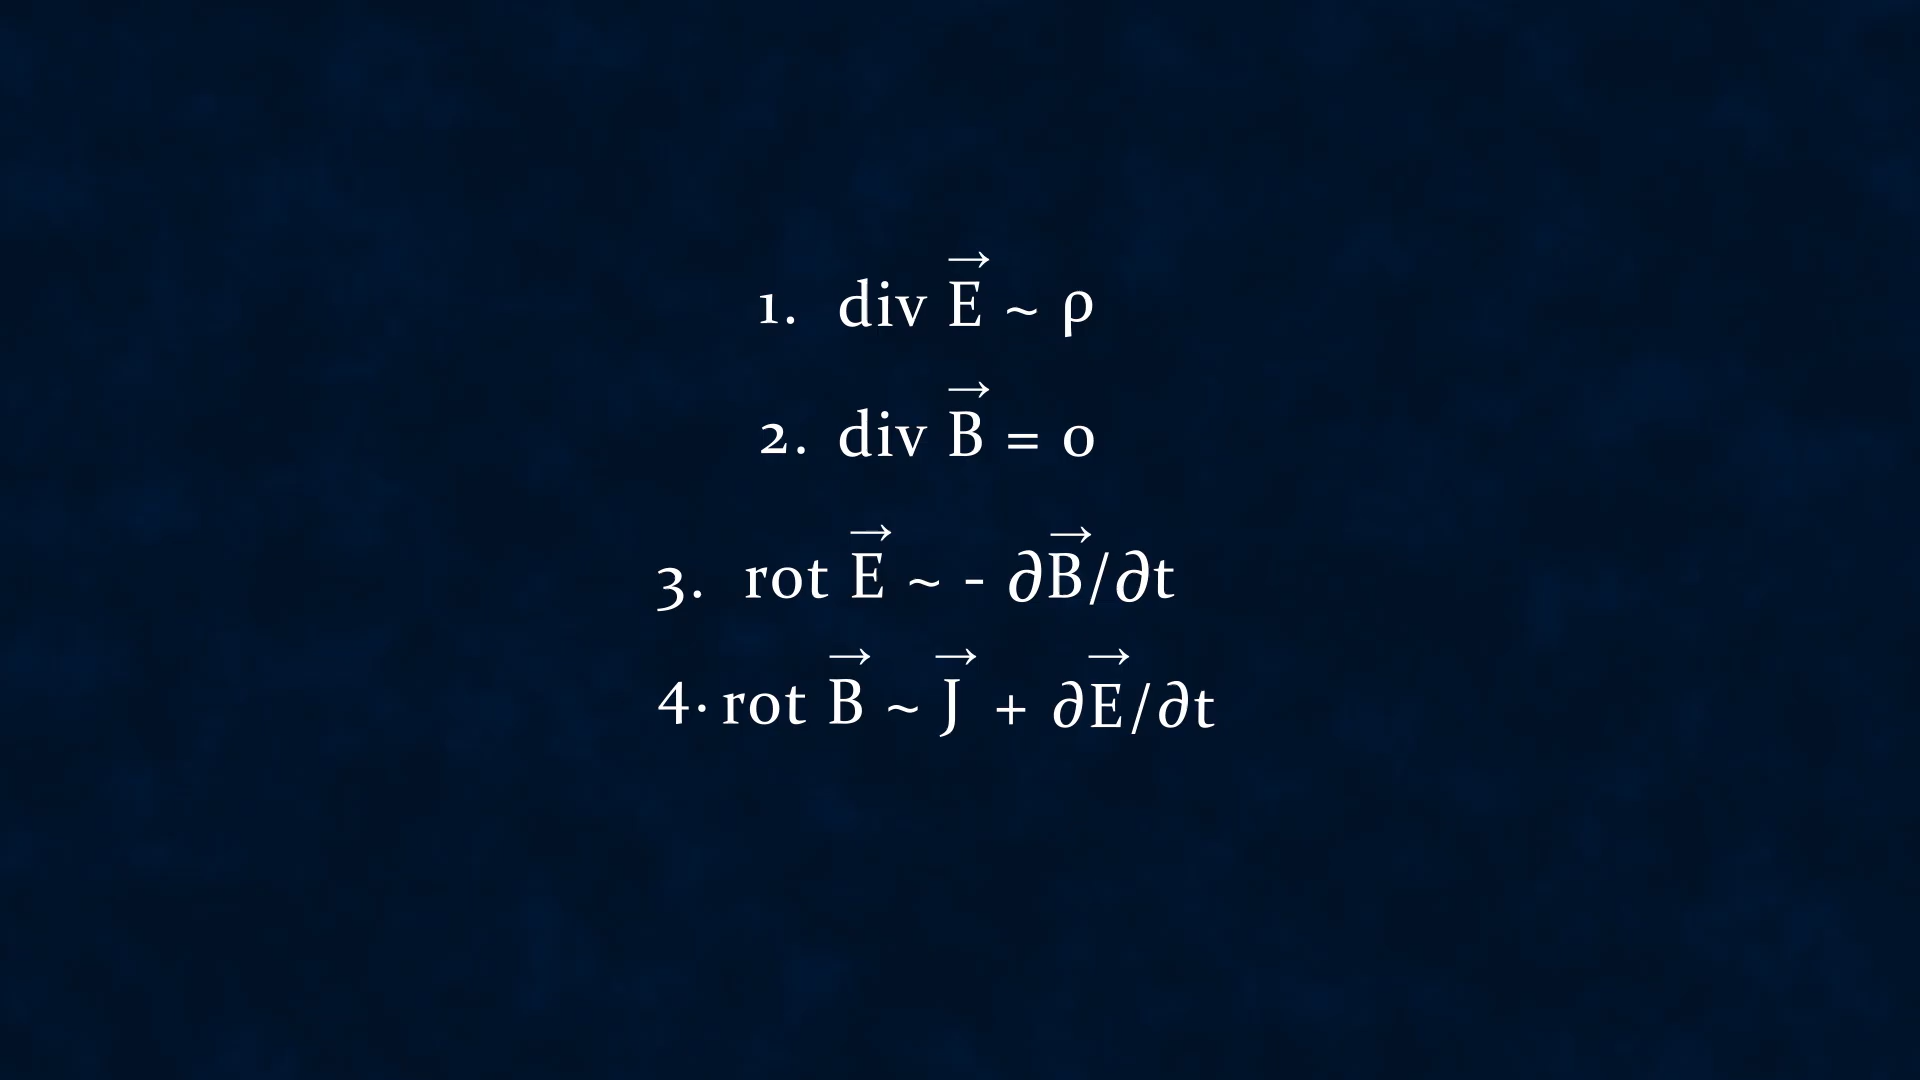 1. div E⃗ ~ ρ
2. div B⃗ = 0
3. rot E⃗ ~ - ∂B⃗/∂t
4. rot B⃗ ~ J⃗ + ∂E⃗/∂t